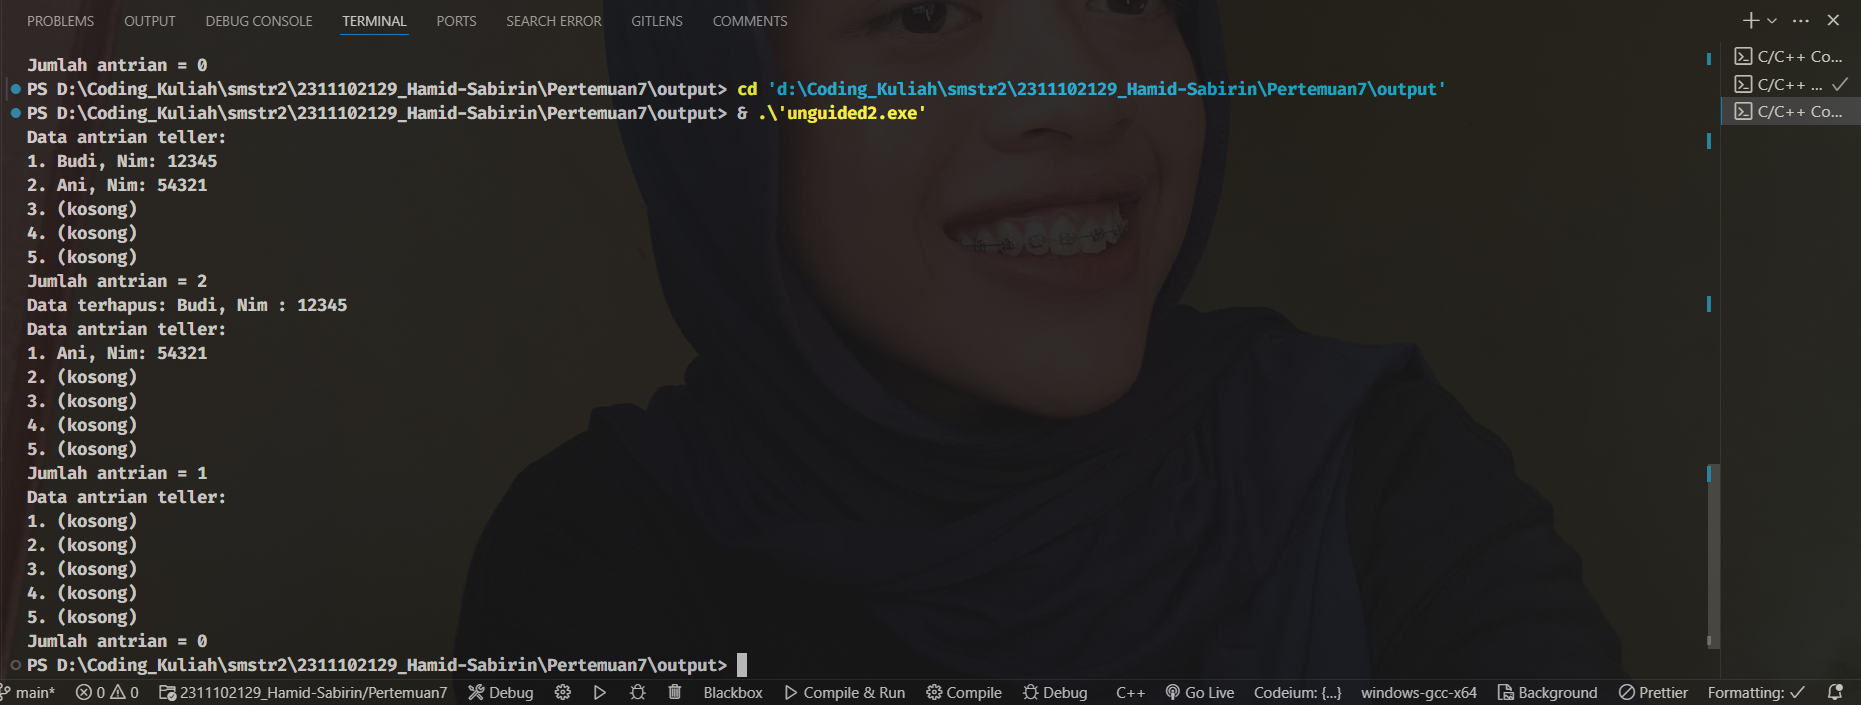 PROBLEMS OUTPUT DEBUG CONSOLE TERMINAL PORTS SEARCH ERROR GITLENS COMMENTS
Jumlah antrian = 0
PS D:\Coding_Kuliah\smstr2\2311102129_Hamid-Sabirin\Pertemuan7\output> cd 'd:\Coding_Kuliah\smstr2\2311102129_Hamid-Sabirin\Pertemuan7\output'
PS D:\Coding_Kuliah\smstr2\2311102129_Hamid-Sabirin\Pertemuan7\output> & .\'unguided2.exe'
Data antrian teller:
1. Budi, Nim: 12345
2. Ani, Nim: 54321
3. (kosong)
4. (kosong)
5. (kosong)
Jumlah antrian = 2
Data terhapus: Budi, Nim : 12345
Data antrian teller:
1. Ani, Nim: 54321
2. (kosong)
3. (kosong)
4. (kosong)
5. (kosong)
Jumlah antrian = 1
Data antrian teller:
1. (kosong)
2. (kosong)
3. (kosong)
4. (kosong)
5. (kosong)
Jumlah antrian = 0
PS D:\Coding_Kuliah\smstr2\2311102129_Hamid-Sabirin\Pertemuan7\output>
C/C++ Co...
C/C++ ...
C/C++ Co...
main* 0 0 2311102129_Hamid-Sabirin/Pertemuan7 Debug Blackbox Compile & Run Compile Debug C++ Go Live Codeium: {...} windows-gcc-x64 Background Prettier Formatting: ✓